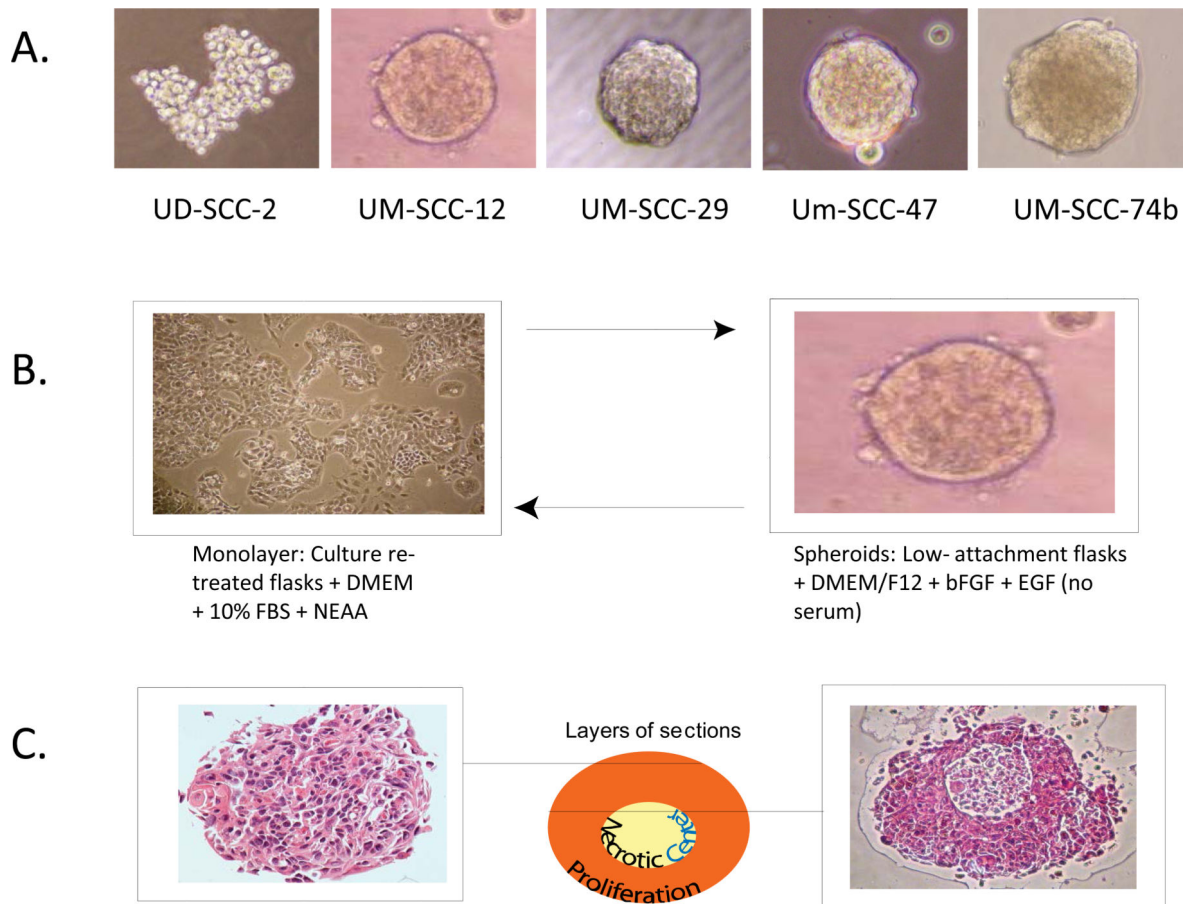 A.
UD-SCC-2
UM-SCC-12
UM-SCC-29
Um-SCC-47
UM-SCC-74b
B.
Monolayer: Culture re-
treated flasks + DMEM
+ 10% FBS + NEAA
Spheroids: Low- attachment flasks
+ DMEM/F12 + bFGF + EGF (no
serum)
C.
Layers of sections
Necrotic Center
Proliferation